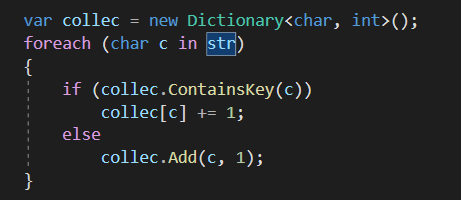 var collec = new Dictionary<char, int>();
foreach (char c in str)
{
    if (collec.ContainsKey(c))
        collec[c] += 1;
    else
        collec.Add(c, 1);
}